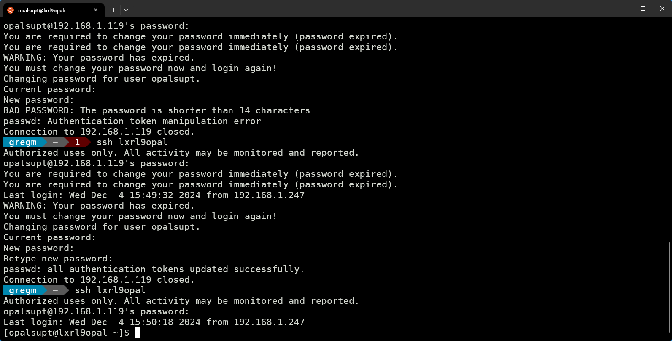 opalsupt@lxrl9opal:~
opalsupt@192.168.1.119's password:
You are required to change your password immediately (password expired).
You are required to change your password immediately (password expired).
WARNING: Your password has expired.
You must change your password now and login again!
Changing password for user opalsupt.
Current password:
New password:
BAD PASSWORD: The password is shorter than 14 characters
passwd: Authentication token manipulation error
Connection to 192.168.1.119 closed.
gregm ~ 1 ssh lxrl9opal
Authorized uses only. All activity may be monitored and reported.
opalsupt@192.168.1.119's password:
You are required to change your password immediately (password expired).
You are required to change your password immediately (password expired).
Last login: Wed Dec  4 15:49:32 2024 from 192.168.1.247
WARNING: Your password has expired.
You must change your password now and login again!
Changing password for user opalsupt.
Current password:
New password:
Retype new password:
passwd: all authentication tokens updated successfully.
Connection to 192.168.1.119 closed.
gregm ~ ssh lxrl9opal
Authorized uses only. All activity may be monitored and reported.
opalsupt@192.168.1.119's password:
Last login: Wed Dec  4 15:50:18 2024 from 192.168.1.247
[opalsupt@lxrl9opal ~]$